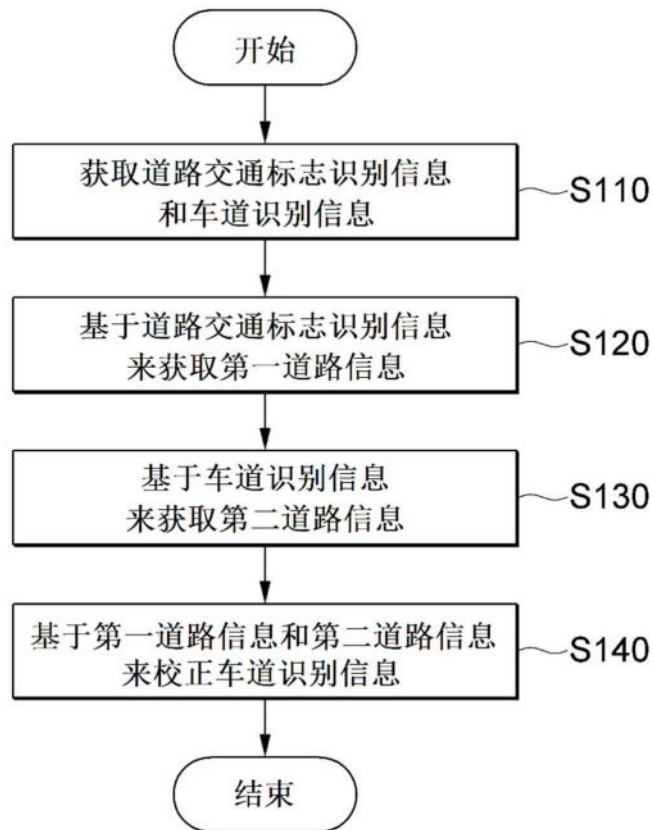 开始
获取道路交通标志识别信息
和车道识别信息
S110
基于道路交通标志识别信息
来获取第一道路信息
S120
基于车道识别信息
来获取第二道路信息
S130
基于第一道路信息和第二道路信息
来校正车道识别信息
S140
结束